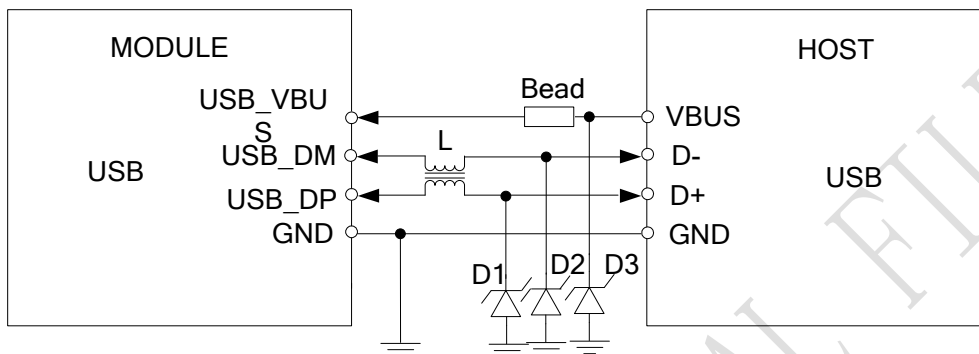 MODULE
HOST
Bead
USB_VBU
S
VBUS
L
USB_DM
D-
USB
USB
USB_DP
D+
GND
GND
D1
D2
D3